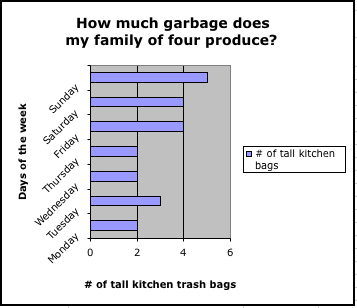 How much garbage does
my family of four produce?
Days of the week
Sunday
Saturday
Friday
Thursday
Wednesday
Tuesday
Monday
0 2 4 6
# of tall kitchen trash bags
# of tall kitchen
bags